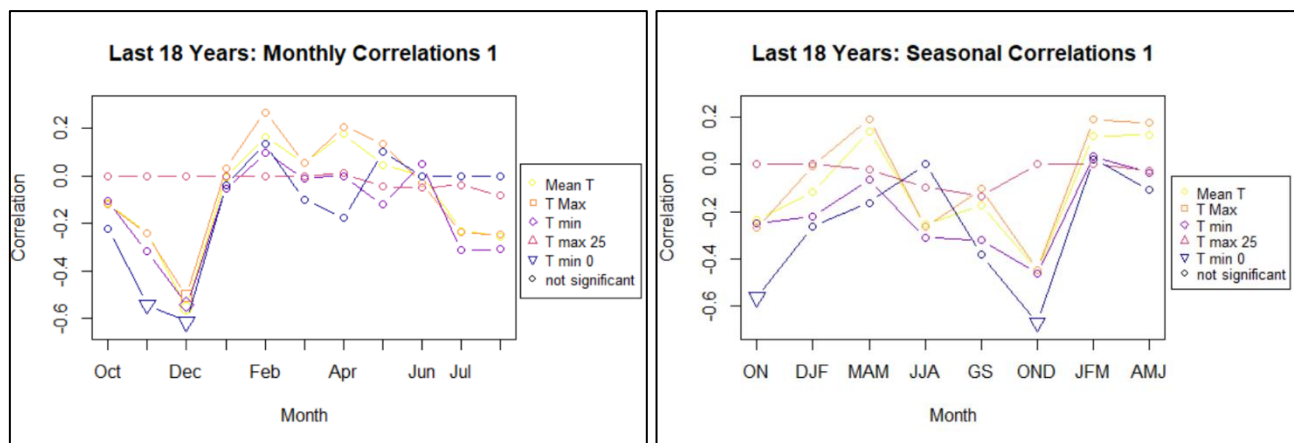 Last 18 Years: Monthly Correlations 1
Correlation
0.2
0.0
-0.2
-0.4
-0.6
Oct
Dec
Feb
Apr
Jun
Jul
Month
Mean T
T Max
T min
T max 25
T min 0
not significant
Last 18 Years: Seasonal Correlations 1
Correlation
0.2
0.0
-0.2
-0.4
-0.6
ON
DJF
MAM
JJA
GS
OND
JFM
AMJ
Month
Mean T
T Max
T min
T max 25
T min 0
not significant